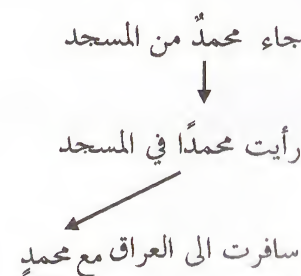 جاء محمدٌ من المسجد
رأيت محمدًا في المسجد
سافرت الى العراق مع محمدٍ